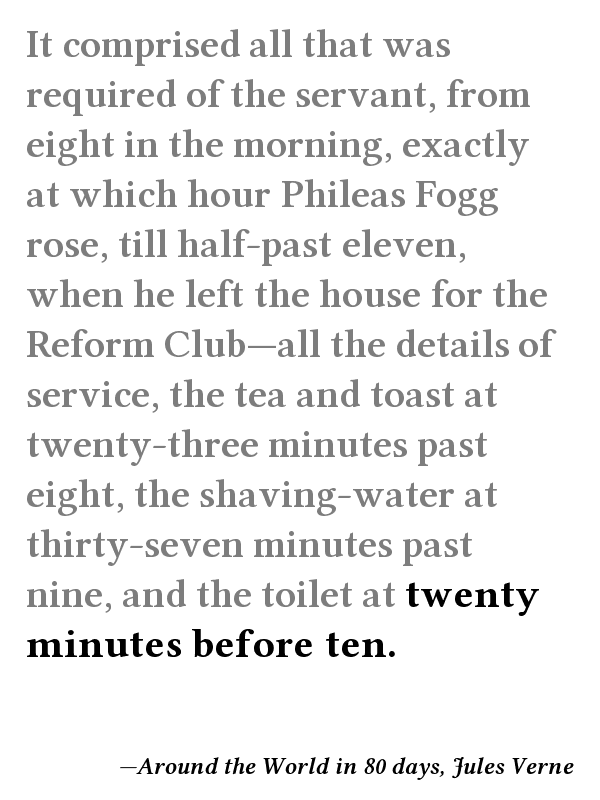 It comprised all that was
required of the servant, from
eight in the morning, exactly
at which hour Phileas Fogg
rose, till half-past eleven,
when he left the house for the
Reform Club—all the details of
service, the tea and toast at
twenty-three minutes past
eight, the shaving-water at
thirty-seven minutes past
nine, and the toilet at twenty
minutes before ten.
—Around the World in 80 days, Jules Verne